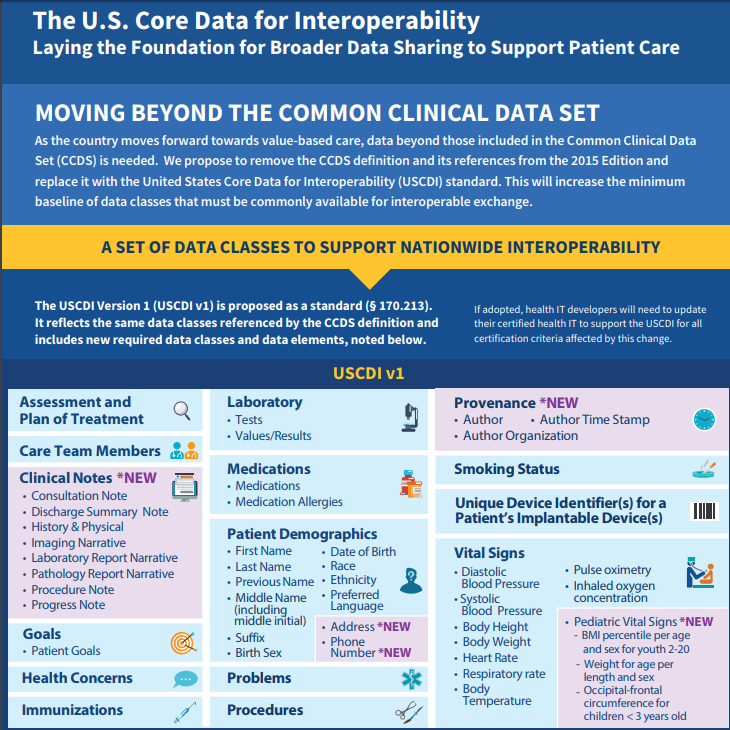 The U.S. Core Data for Interoperability
Laying the Foundation for Broader Data Sharing to Support Patient Care
MOVING BEYOND THE COMMON CLINICAL DATA SET
As the country moves forward towards value-based care, data beyond those included in the Common Clinical Data
Set (CCDS) is needed. We propose to remove the CCDS definition and its references from the 2015 Edition and
replace it with the United States Core Data for Interoperability (USCDI) standard. This will increase the minimum
baseline of data classes that must be commonly available for interoperable exchange.
A SET OF DATA CLASSES TO SUPPORT NATIONWIDE INTEROPERABILITY
The USCDI Version 1 (USCDI v1) is proposed as a standard (§ 170.213).
It reflects the same data classes referenced by the CCDS definition and
includes new required data classes and data elements, noted below.
If adopted, health IT developers will need to update
their certified health IT to support the USCDI for all
certification criteria affected by this change.
USCDI v1
Assessment and
Plan of Treatment
Care Team Members
Clinical Notes *NEW
• Consultation Note
• Discharge Summary Note
• History & Physical
• Imaging Narrative
• Laboratory Report Narrative
• Pathology Report Narrative
• Procedure Note
• Progress Note
Goals
• Patient Goals
Health Concerns
Immunizations
Laboratory
• Tests
• Values/Results
Medications
• Medications
• Medication Allergies
Patient Demographics
• First Name
• Last Name
• Previous Name
• Middle Name
(including
middle initial)
• Suffix
• Birth Sex
• Date of Birth
• Race
• Ethnicity
• Preferred
Language
• Address *NEW
• Phone
Number *NEW
Problems
Procedures
Provenance *NEW
• Author • Author Time Stamp
• Author Organization
Smoking Status
Unique Device Identifier(s) for a
Patient's Implantable Device(s)
Vital Signs
• Diastolic
Blood Pressure
• Systolic
Blood Pressure
• Body Height
• Body Weight
• Heart Rate
• Respiratory rate
• Body
Temperature
• Pulse oximetry
• Inhaled oxygen
concentration
• Pediatric Vital Signs *NEW
- BMI percentile per age
and sex for youth 2-20
- Weight for age per
length and sex
- Occipital-frontal
circumference for
children < 3 years old